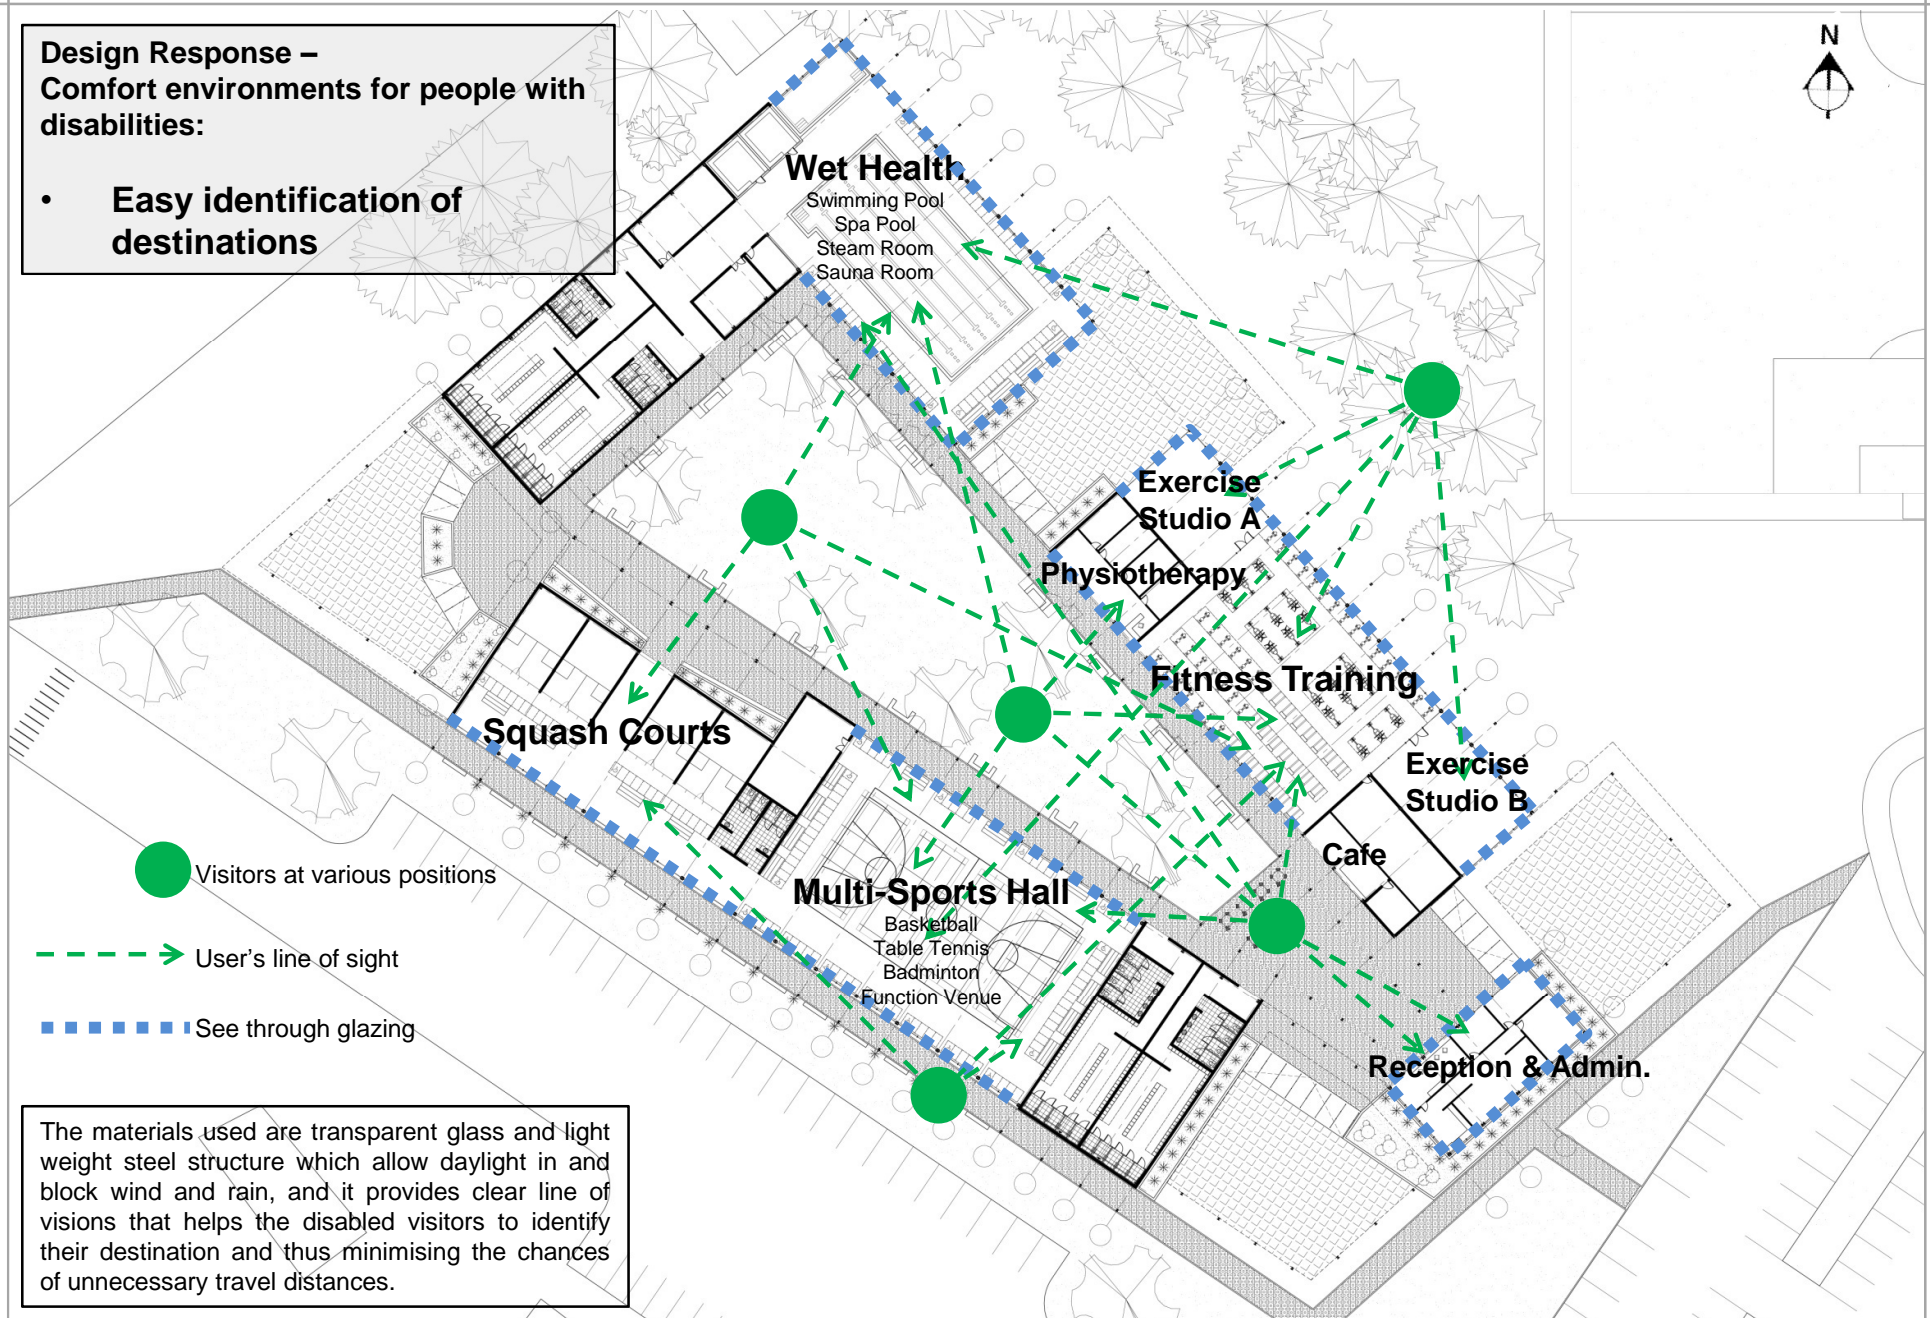 Design Response –
Comfort environments for people with
disabilities:
• Easy identification of
destinations
N
Wet Health
Swimming Pool
Spa Pool
Steam Room
Sauna Room
Exercise
Studio A
Physiotherapy
Fitness Training
Squash Courts
Exercise
Studio B
Cafe
Multi-Sports Hall
Basketball
Table Tennis
Badminton
Function Venue
Reception & Admin.
Visitors at various positions
User's line of sight
See through glazing
The materials used are transparent glass and light
weight steel structure which allow daylight in and
block wind and rain, and it provides clear line of
visions that helps the disabled visitors to identify
their destination and thus minimising the chances
of unnecessary travel distances.